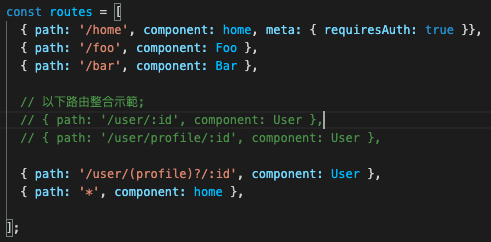 const routes = [
{ path: '/home', component: home, meta: { requiresAuth: true }},
{ path: '/foo', component: Foo },
{ path: '/bar', component: Bar },
// 以下路由整合示範;
// { path: '/user/:id', component: User },
// { path: '/user/profile/:id', component: User },
{ path: '/user/(profile)?/:id', component: User },
{ path: '*', component: home },
];